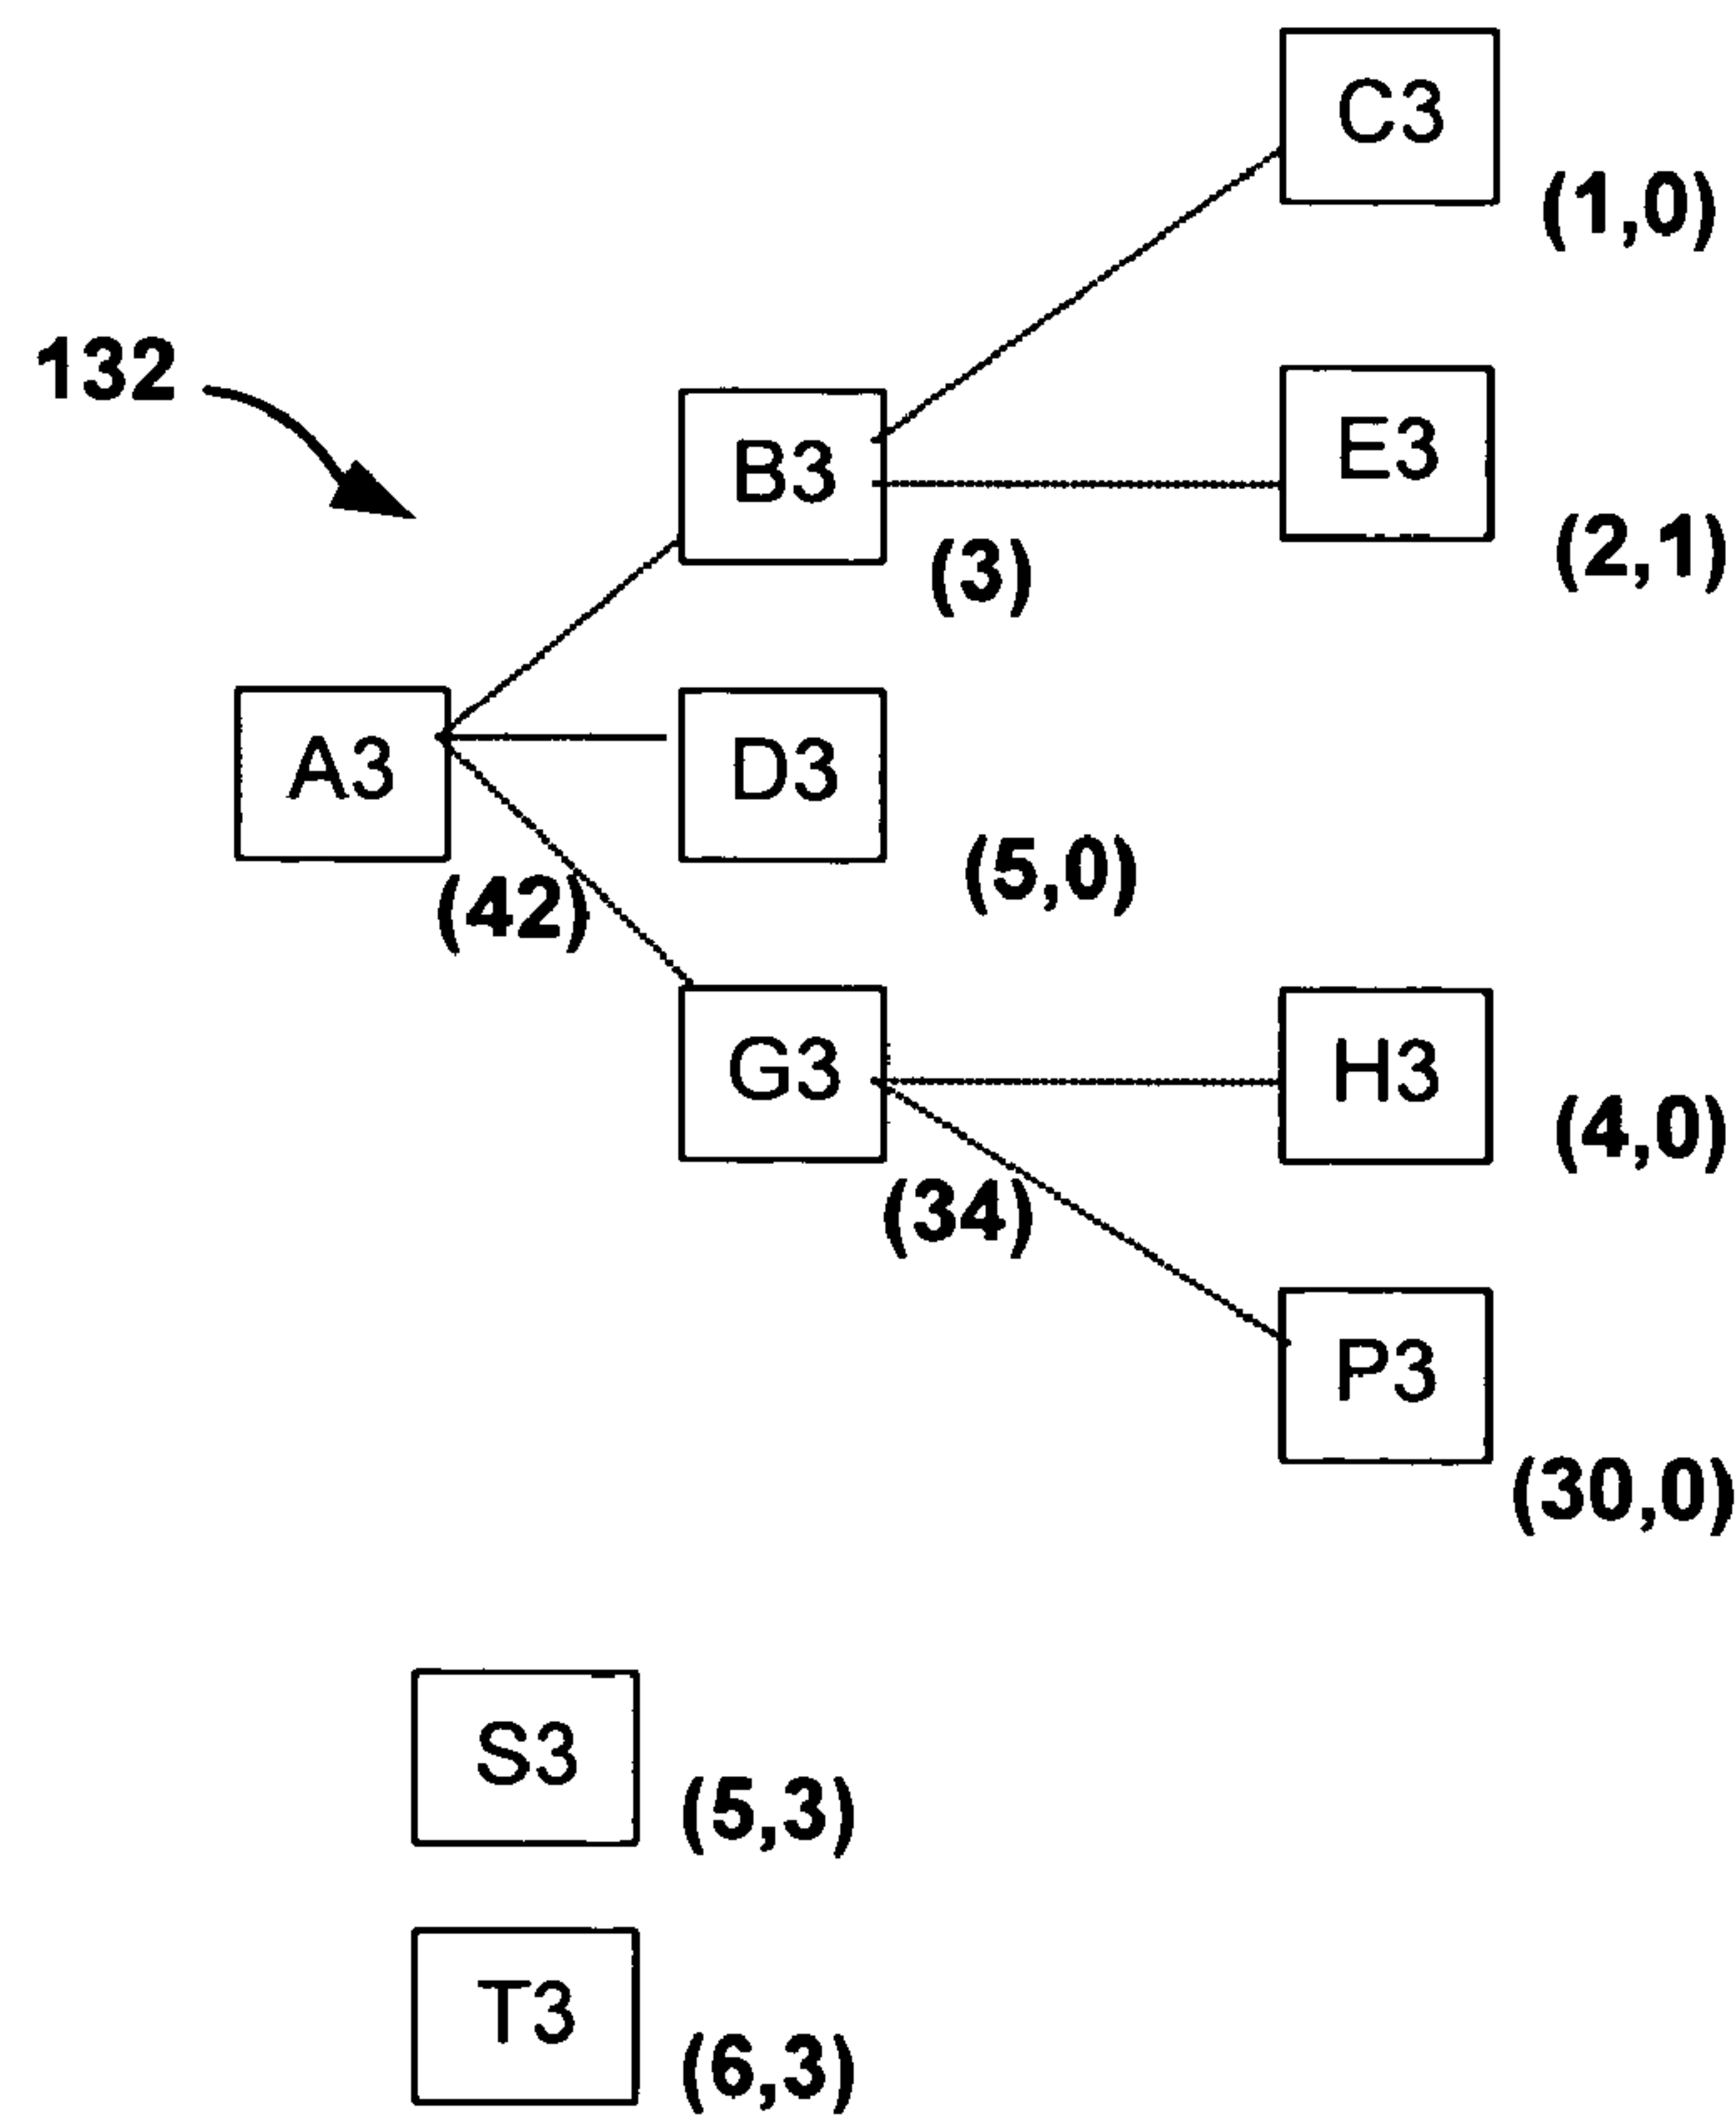 C3
(1,0)
132
B3
(3)
E3
(2,1)
A3
(42)
D3
(5,0)
G3
(34)
H3
(4,0)
P3
(30,0)
S3
(5,3)
T3
(6,3)